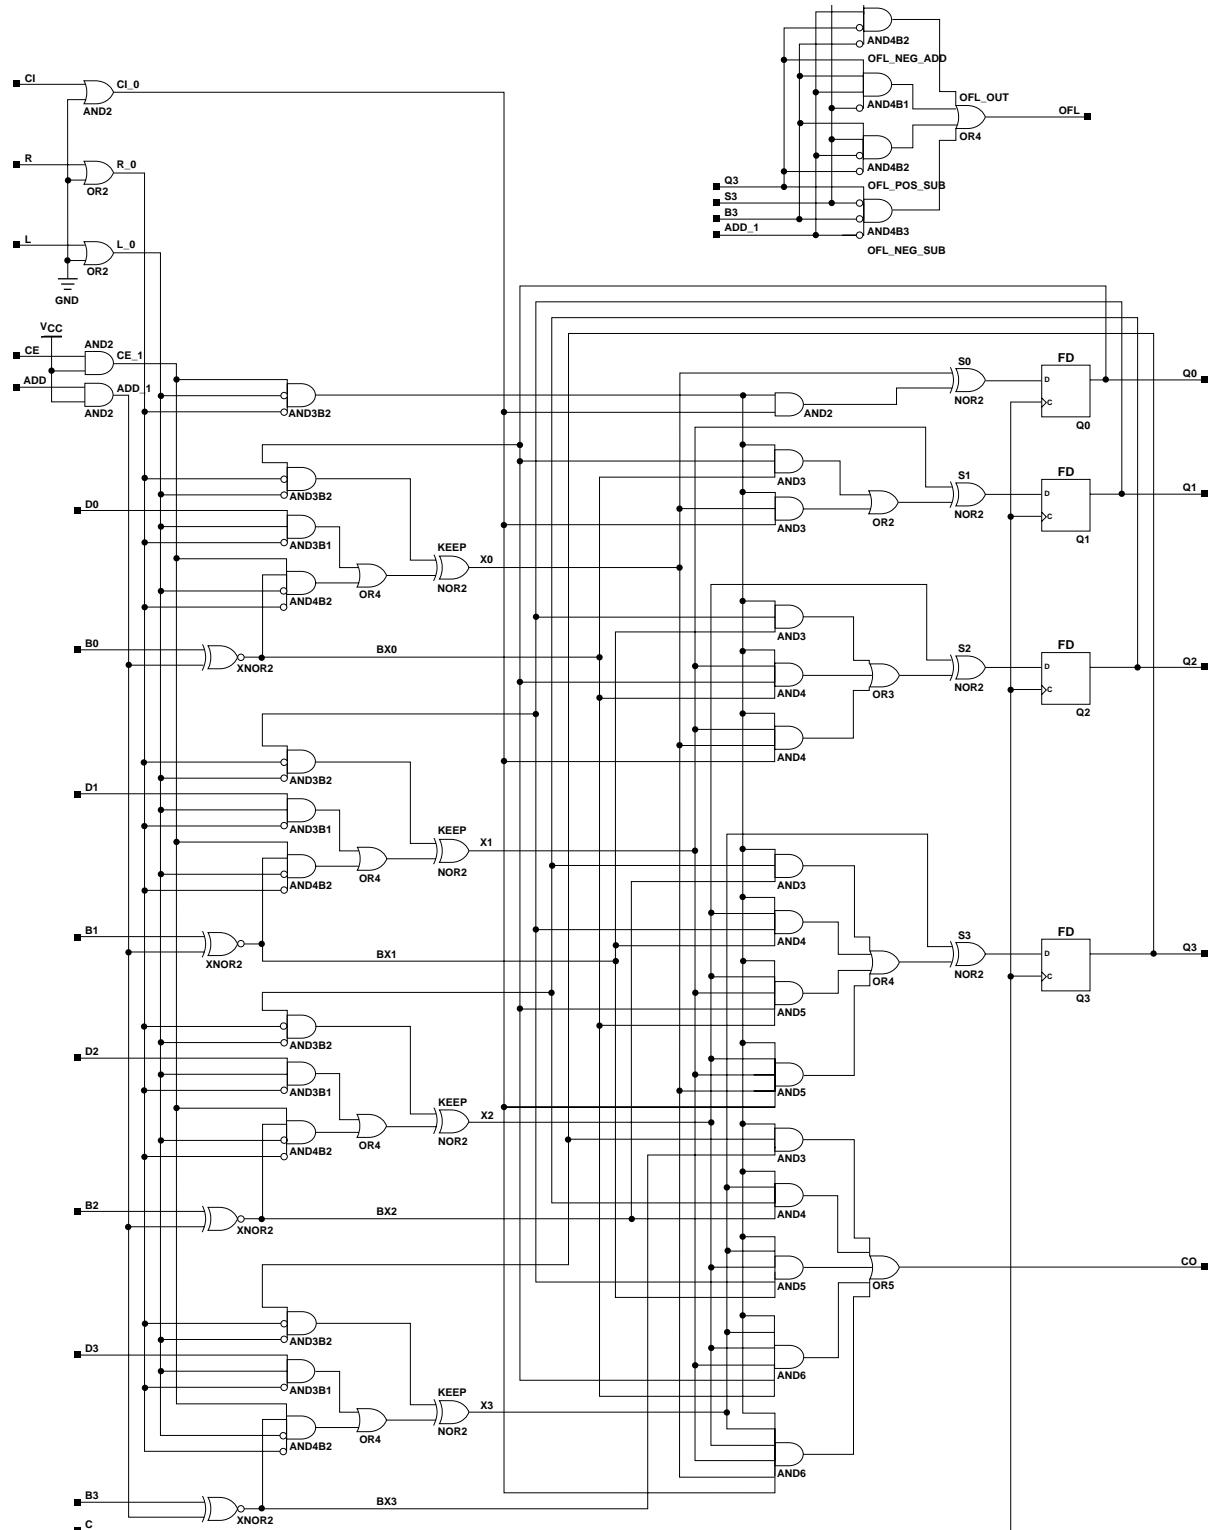 AND4B2
OFL_NEG_ADD
CI
CI_0
AND2
OFL_OUT
AND4B1
OFL
OR4
R
R_0
OR2
AND4B2
OFL_POS_SUB
Q3
S3
B3
ADD_1
AND4B3
OFL_NEG_SUB
L
L_0
OR2
GND
VCC
CE
AND2
CE_1
ADD
ADD_1
AND2
AND3B2
AND2
S0
NOR2
FD
D
C
Q0
Q0
AND3B2
AND3
AND3
OR2
S1
NOR2
FD
D
C
Q1
Q1
D0
AND3B1
AND4B2
OR4
KEEP
NOR2
X0
B0
XNOR2
BX0
AND3
AND4
AND4
OR3
S2
NOR2
FD
D
C
Q2
Q2
AND3B2
D1
AND3B1
AND4B2
OR4
KEEP
NOR2
X1
B1
XNOR2
BX1
AND3
AND4
AND5
AND5
OR4
S3
NOR2
FD
D
C
Q3
Q3
AND3B2
D2
AND3B1
AND4B2
OR4
KEEP
NOR2
X2
B2
XNOR2
BX2
AND3
AND4
AND5
AND6
AND6
OR5
CO
AND3B2
D3
AND3B1
AND4B2
OR4
KEEP
NOR2
X3
B3
XNOR2
BX3
C